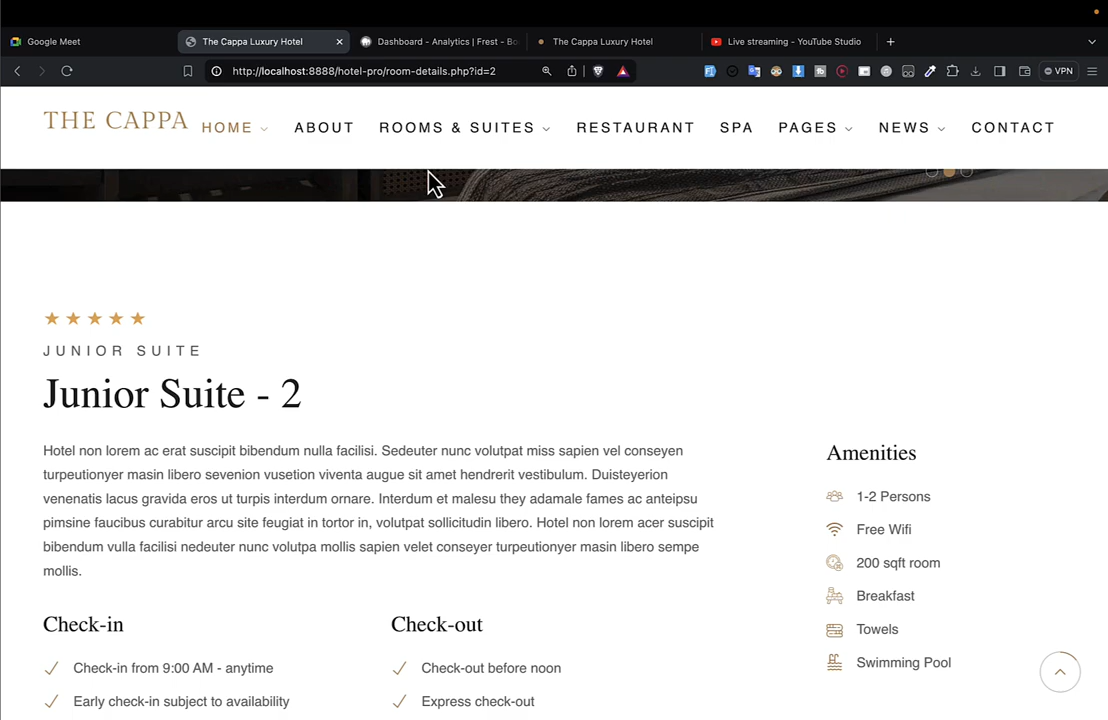 Google Meet
The Cappa Luxury Hotel
Dashboard - Analytics | Frest - Bo
The Cappa Luxury Hotel
Live streaming - YouTube Studio
http://localhost:8888/hotel-pro/room-details.php?id=2
VPN
THE CAPPA
HOME
ABOUT
ROOMS & SUITES
RESTAURANT
SPA
PAGES
NEWS
CONTACT
JUNIOR SUITE
Junior Suite - 2
Hotel non lorem ac erat suscipit bibendum nulla facilisi. Sedeuter nunc volutpat miss sapien vel conseyen
turpeutionyer masin libero sevenion vusetion viventa augue sit amet hendrerit vestibulum. Duisteyerion
venenatis lacus gravida eros ut turpis interdum ornare. Interdum et malesu they adamale fames ac anteipsu
pimsine faucibus curabitur arcu site feugiat in tortor in, volutpat sollicitudin libero. Hotel non lorem acer suscipit
bibendum vulla facilisi nedeuter nunc volutpa mollis sapien velet conseyer turpeutionyer masin libero sempe
mollis.
Amenities
1-2 Persons
Free Wifi
200 sqft room
Breakfast
Towels
Swimming Pool
Check-in
Check-in from 9:00 AM - anytime
Early check-in subject to availability
Check-out
Check-out before noon
Express check-out